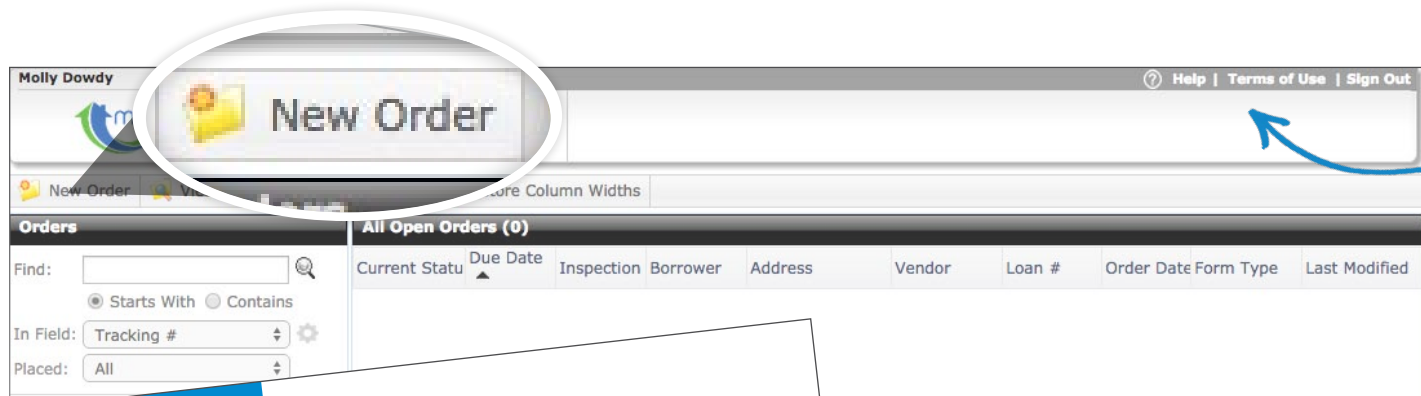 Molly Dowdy
Help | Terms of Use | Sign Out
New Order
New Order
Column Widths
Orders
All Open Orders (0)
Find:
Current Statu Due Date Inspection Borrower Address Vendor Loan # Order Date Form Type Last Modified
Starts With Contains
In Field: Tracking #
Placed: All